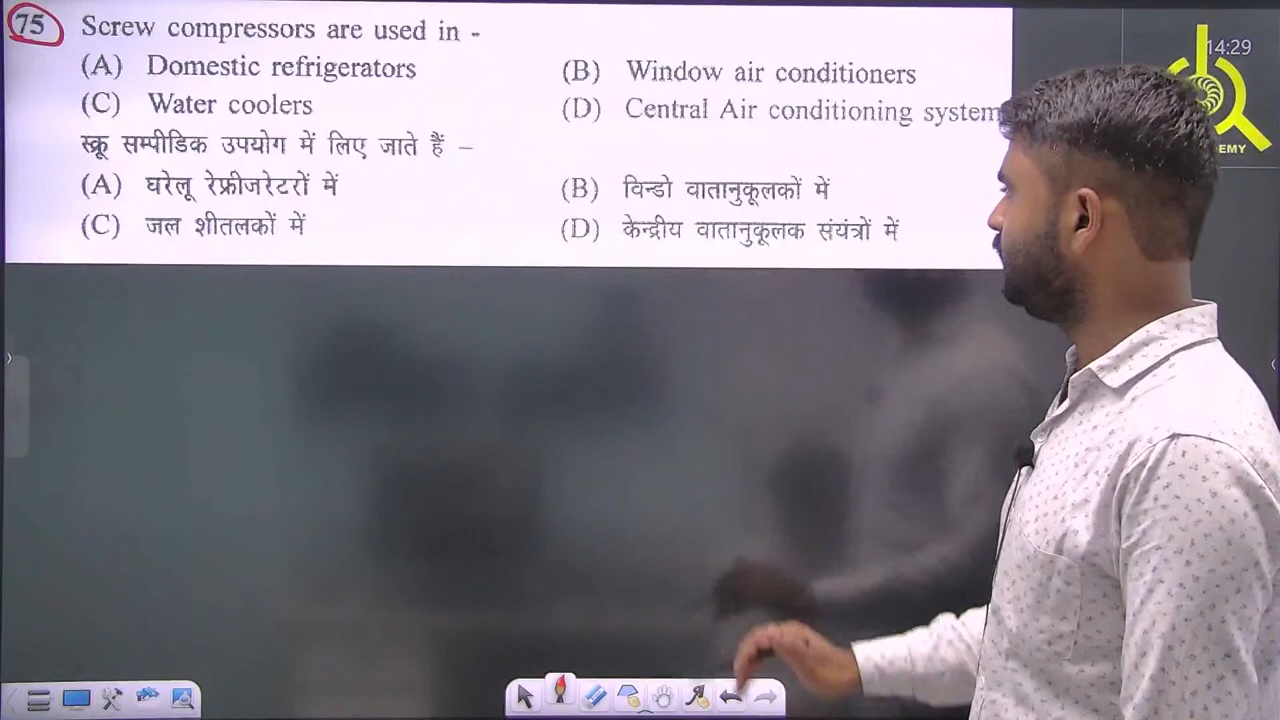 75 Screw compressors are used in -
(A) Domestic refrigerators (B) Window air conditioners
(C) Water coolers (D) Central Air conditioning system
स्क्रू सम्पीडिक उपयोग में लिए जाते हैं –
(A) घरेलू रेफ्रीजरेटरों में (B) विन्डो वातानुकूलकों में
(C) जल शीतलकों में (D) केन्द्रीय वातानुकूलक संयंत्रों में
14:29
EMY